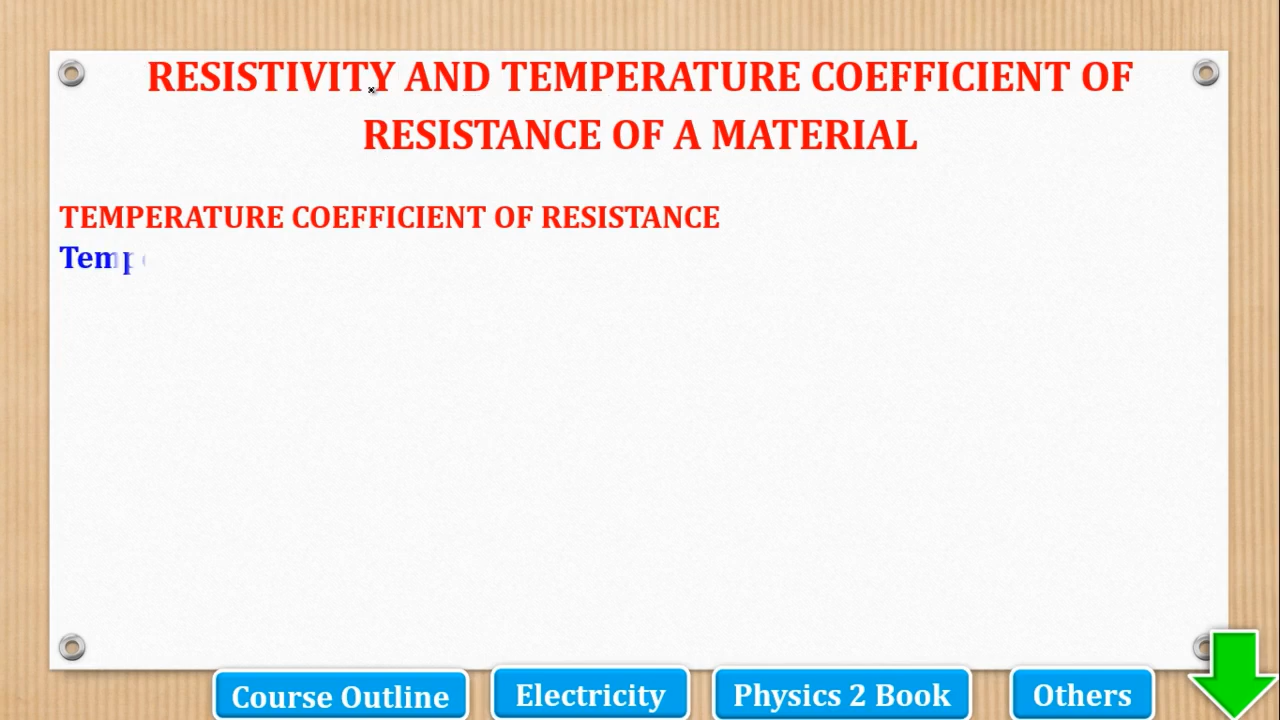 RESISTIVITY AND TEMPERATURE COEFFICIENT OF
RESISTANCE OF A MATERIAL
TEMPERATURE COEFFICIENT OF RESISTANCE
Temp
Course Outline
Electricity
Physics 2 Book
Others